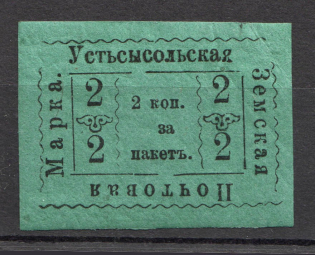 Устьсысольская
Земская
Почтовая
Марка.
2 2
2 коп.
за
пакетъ.
2 2